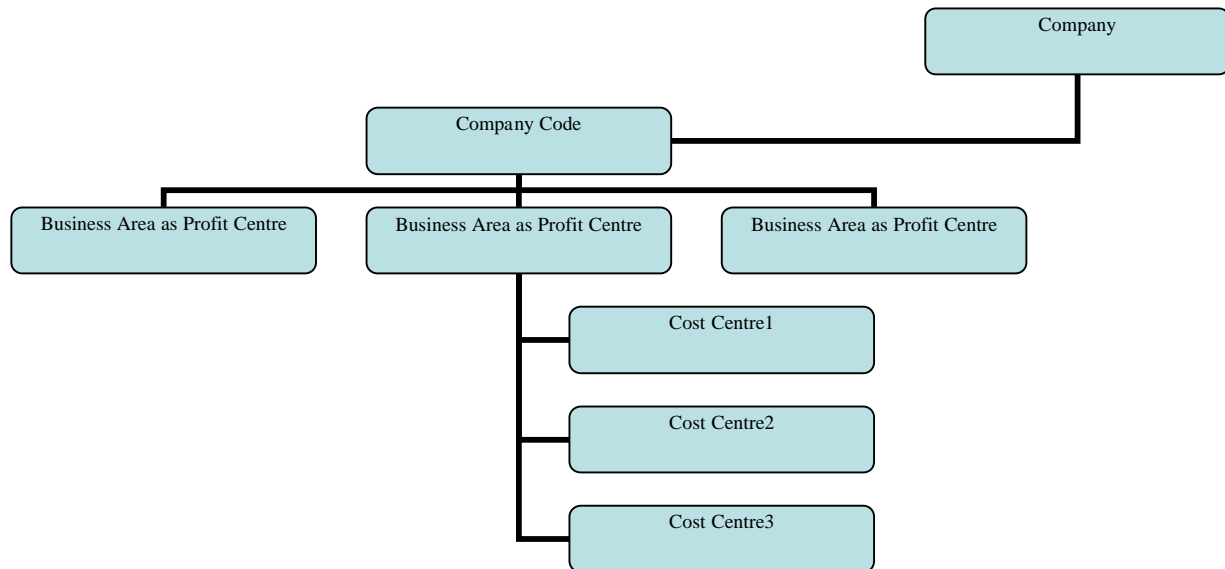 Company
Company Code
Business Area as Profit Centre
Business Area as Profit Centre
Business Area as Profit Centre
Cost Centre1
Cost Centre2
Cost Centre3